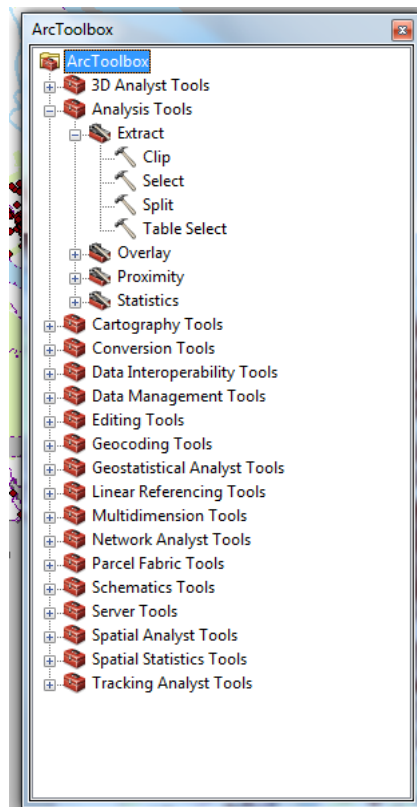 ArcToolbox
ArcToolbox
3D Analyst Tools
Analysis Tools
Extract
Clip
Select
Split
Table Select
Overlay
Proximity
Statistics
Cartography Tools
Conversion Tools
Data Interoperability Tools
Data Management Tools
Editing Tools
Geocoding Tools
Geostatistical Analyst Tools
Linear Referencing Tools
Multidimension Tools
Network Analyst Tools
Parcel Fabric Tools
Schematics Tools
Server Tools
Spatial Analyst Tools
Spatial Statistics Tools
Tracking Analyst Tools